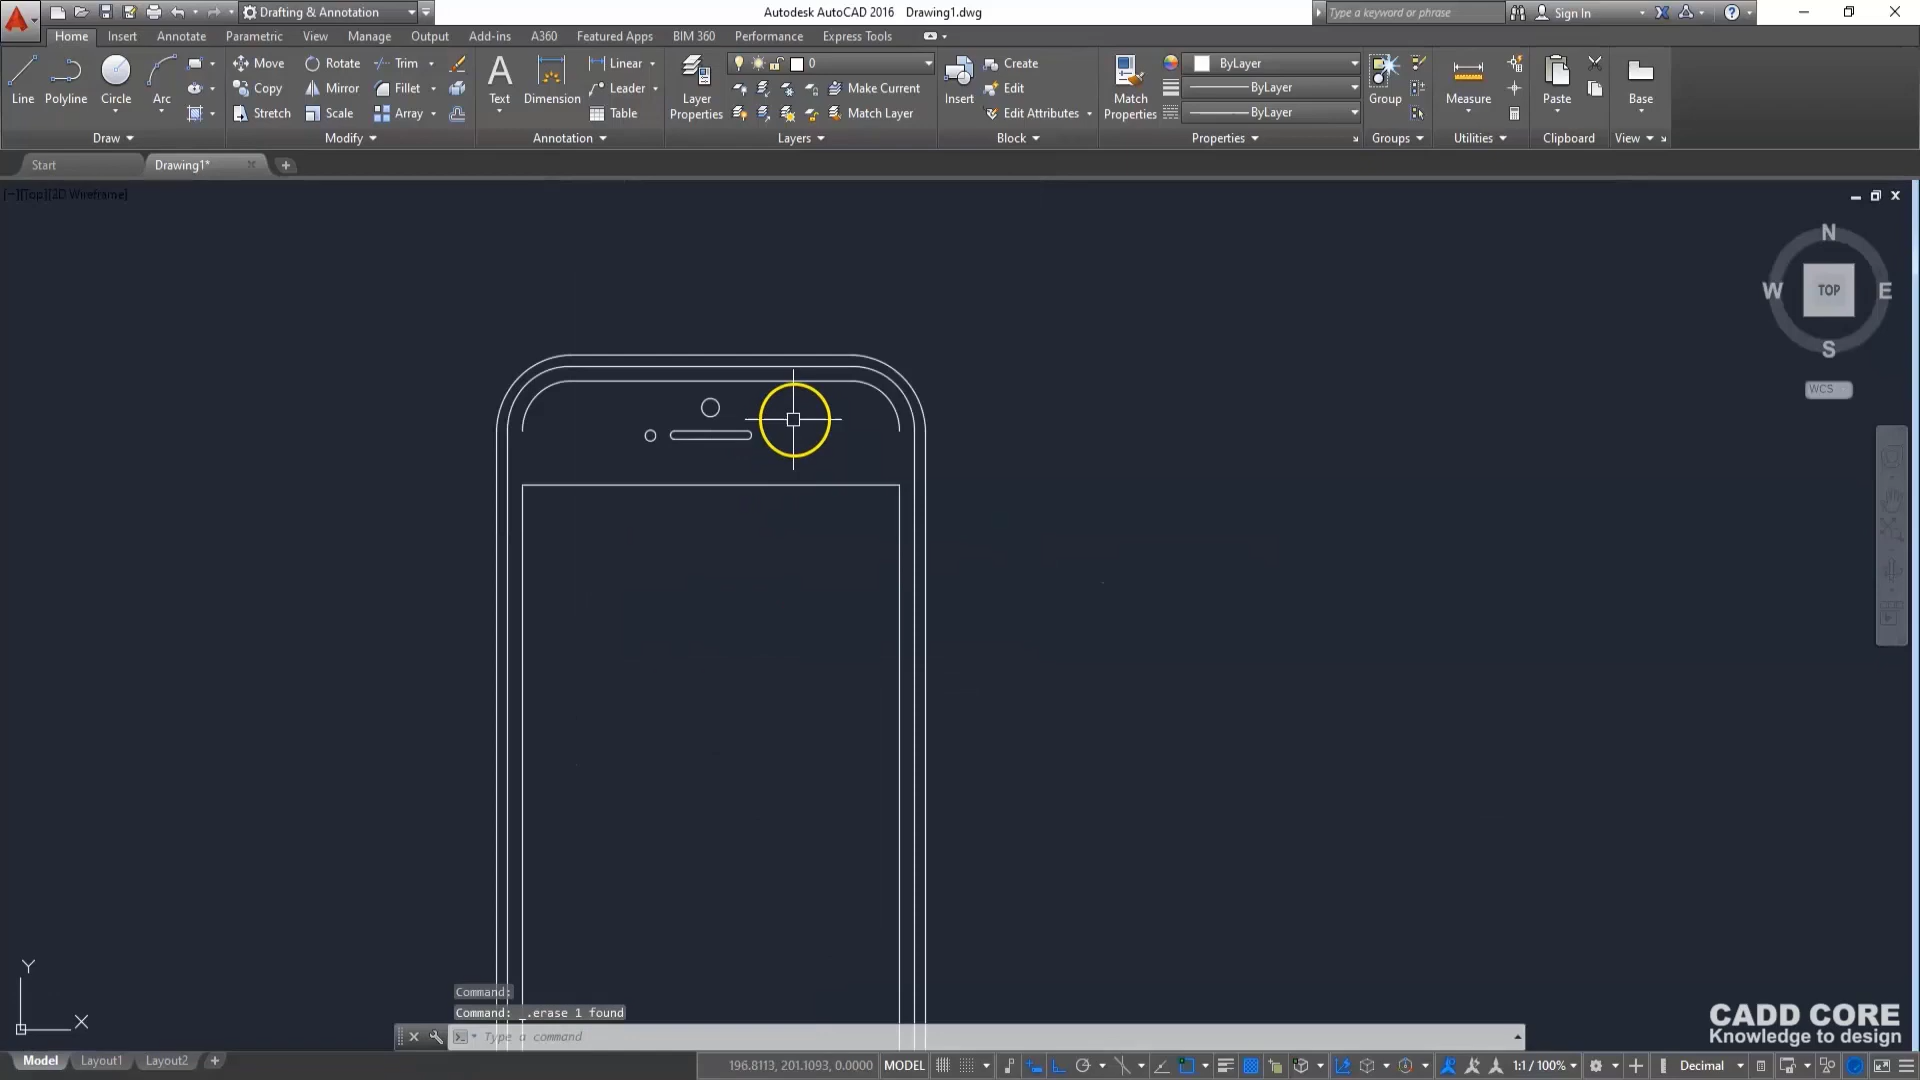 Drafting & Annotation
Autodesk AutoCAD 2016 Drawing1.dwg
Type a keyword or phrase
Sign In
Home Insert Annotate Parametric View Manage Output Add-ins A360 Featured Apps BIM 360 Performance Express Tools
Line Polyline Circle Arc
Move Rotate Trim
Copy Mirror Fillet
Stretch Scale Array
Text Dimension
Linear
Leader
Table
Layer Properties
0
Make Current
Match Layer
Insert
Create
Edit
Edit Attributes
Match Properties
ByLayer
ByLayer
ByLayer
Group
Measure
Paste
Base
Draw Modify Annotation Layers Block Properties Groups Utilities Clipboard View
Start Drawing1*
[−][Top][2D Wireframe]
N
W TOP E
S
WCS
Y
X
Command:
Command: _.erase 1 found
Type a command
CADD CORE
Knowledge to design
Model Layout1 Layout2
196.8113, 201.1093, 0.0000 MODEL 1:1 / 100% Decimal